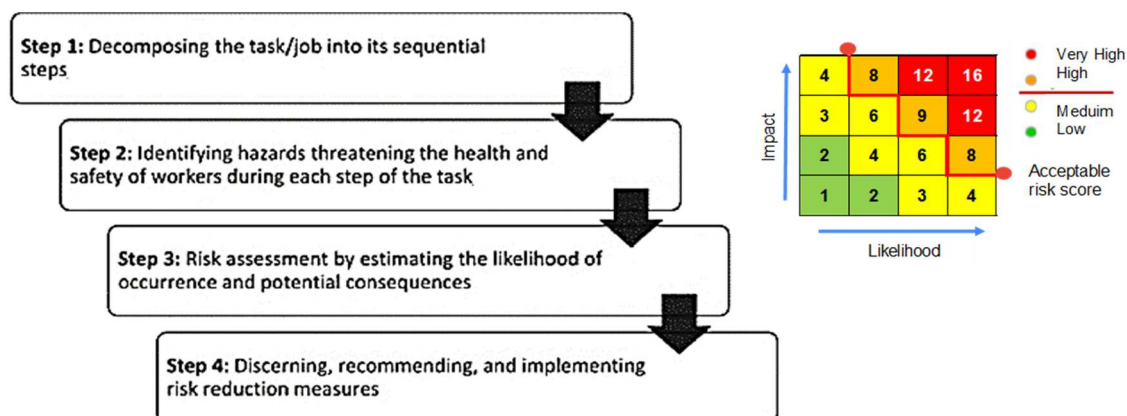 Step 1: Decomposing the task/job into its sequential
steps
Step 2: Identifying hazards threatening the health and
safety of workers during each step of the task
Step 3: Risk assessment by estimating the likelihood of
occurrence and potential consequences
Step 4: Discerning, recommending, and implementing
risk reduction measures
Impact
4 8 12 16
3 6 9 12
2 4 6 8
1 2 3 4
Likelihood
Very High
High
Meduim
Low
Acceptable
risk score